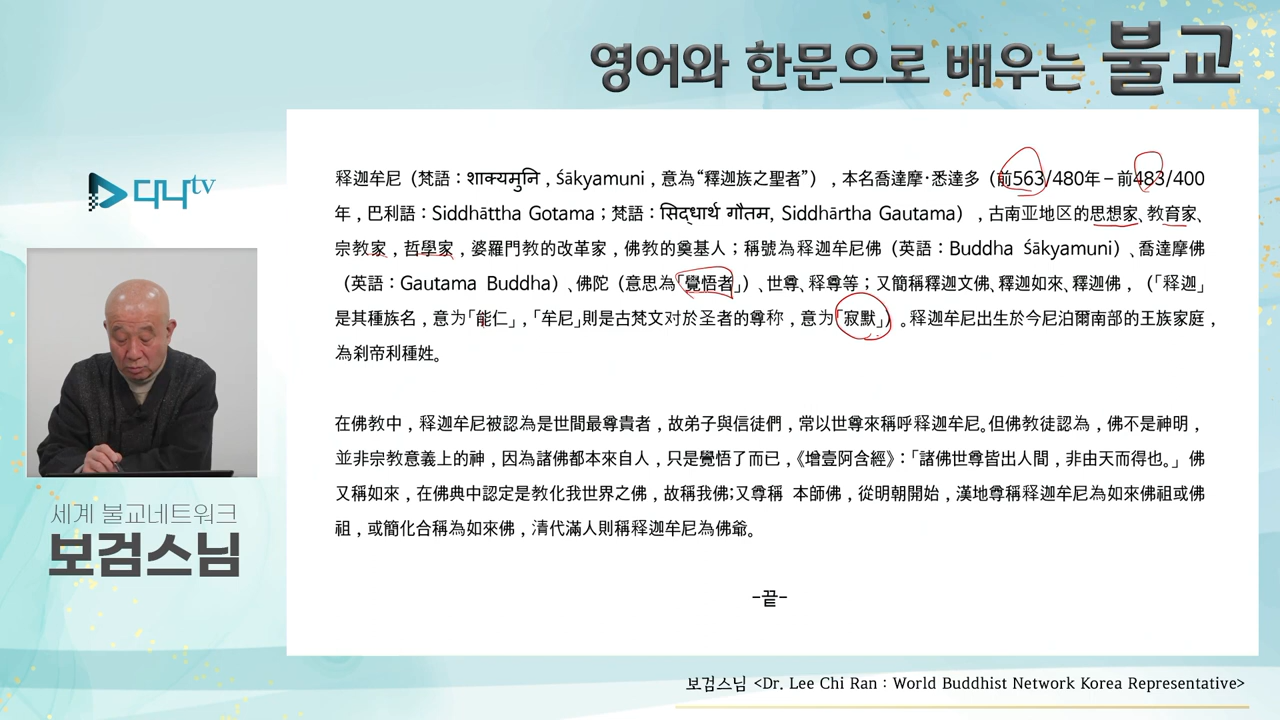 영어와 한문으로 배우는 불교
디나tv
释迦牟尼（梵語：शाक्यमुनि，Śākyamuni，意為“釋迦族之聖者”），本名喬達摩·悉達多（前563/480年 – 前483/400
年，巴利語：Siddhāttha Gotama；梵語：सिद्धार्थ गौतम, Siddhārtha Gautama），古南亚地区的思想家、教育家、
宗教家，哲學家，婆羅門教的改革家，佛教的奠基人；稱號為释迦牟尼佛（英語：Buddha Śākyamuni）、喬達摩佛
（英語：Gautama Buddha）、佛陀（意思為「覺悟者」）、世尊、释尊等；又簡稱釋迦文佛、釋迦如來、釋迦佛，（「释迦」
是其種族名，意为「能仁」，「牟尼」則是古梵文对於圣者的尊称，意为「寂默」）。释迦牟尼出生於今尼泊爾南部的王族家庭，
為刹帝利種姓。
在佛教中，释迦牟尼被認為是世間最尊貴者，故弟子與信徒們，常以世尊來稱呼释迦牟尼。但佛教徒認為，佛不是神明，
並非宗教意義上的神，因為諸佛都本來自人，只是覺悟了而已，《增壹阿含經》：「諸佛世尊皆出人間，非由天而得也。」佛
又稱如來，在佛典中認定是教化我世界之佛，故稱我佛；又尊稱 本師佛，從明朝開始，漢地尊稱释迦牟尼為如來佛祖或佛
祖，或簡化合稱為如來佛，清代滿人則稱释迦牟尼為佛爺。
-끝-
세계 불교네트워크
보검스님
보검스님 <Dr. Lee Chi Ran : World Buddhist Network Korea Representative>